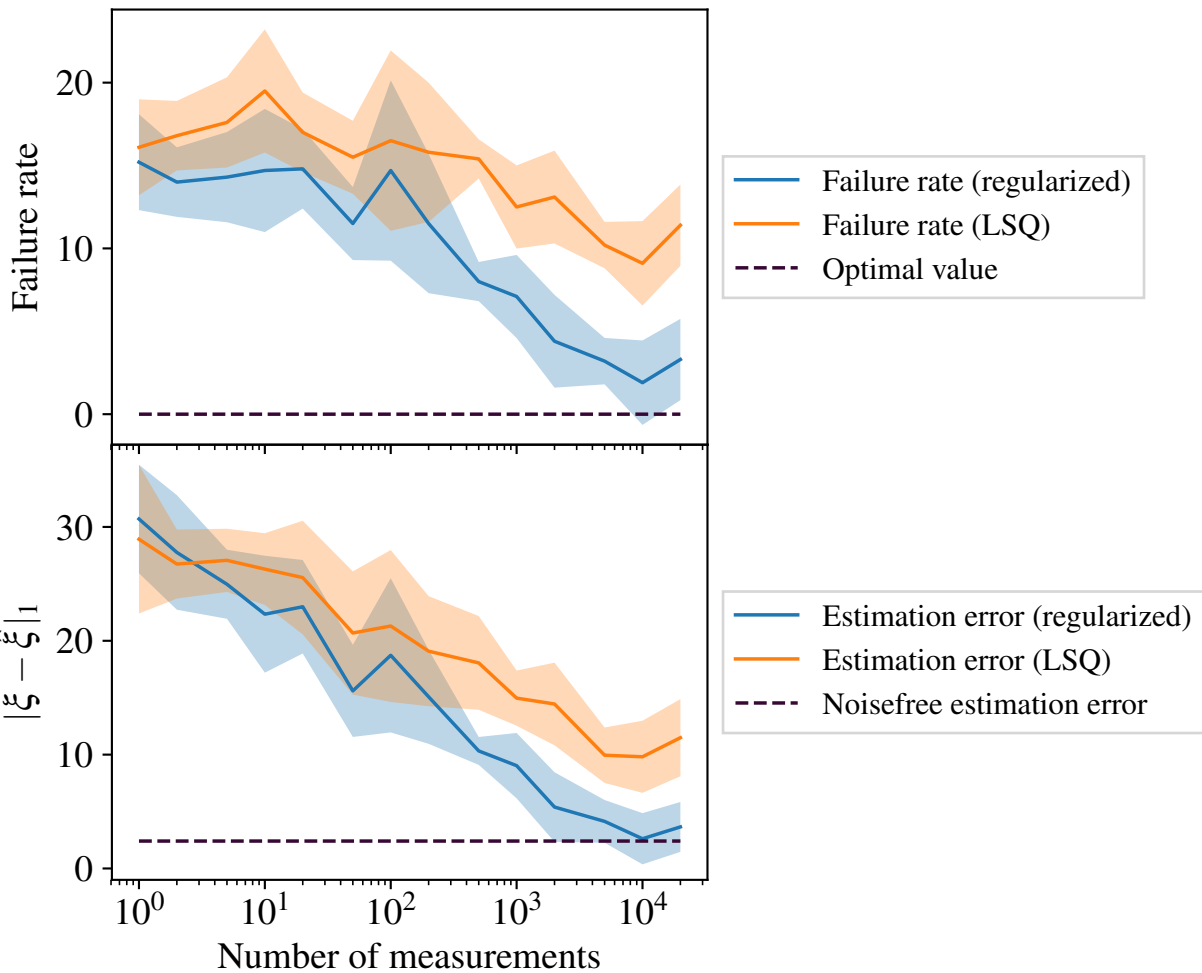 20
10
0
Failure rate
Failure rate (regularized)
Failure rate (LSQ)
Optimal value
30
20
10
0
|ξ − ξ̂|₁
Estimation error (regularized)
Estimation error (LSQ)
Noisefree estimation error
10⁰ 10¹ 10² 10³ 10⁴
Number of measurements